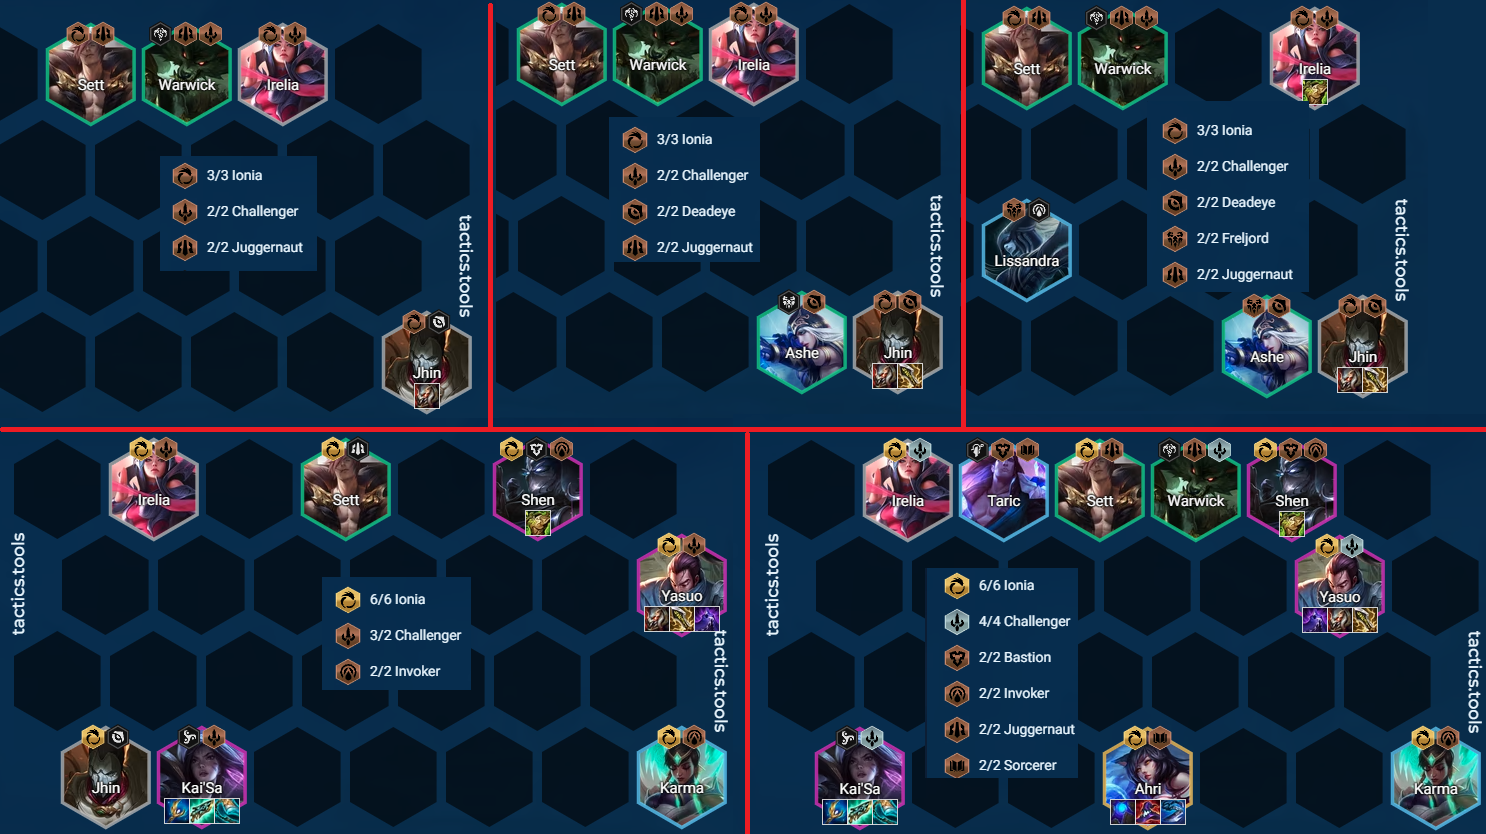 Sett
Warwick
Irelia
3/3 Ionia
2/2 Challenger
2/2 Juggernaut
tactics.tools
Jhin
Sett
Warwick
Irelia
3/3 Ionia
2/2 Challenger
2/2 Deadeye
2/2 Juggernaut
tactics.tools
Ashe
Jhin
Sett
Warwick
Irelia
3/3 Ionia
2/2 Challenger
2/2 Deadeye
2/2 Freljord
2/2 Juggernaut
Lissandra
tactics.tools
Ashe
Jhin
Irelia
Sett
Shen
tactics.tools
Yasuo
6/6 Ionia
3/2 Challenger
2/2 Invoker
tactics.tools
Jhin
Kai'Sa
Karma
Irelia
Taric
Sett
Warwick
Shen
tactics.tools
Yasuo
6/6 Ionia
4/4 Challenger
2/2 Bastion
2/2 Invoker
2/2 Juggernaut
2/2 Sorcerer
tactics.tools
Kai'Sa
Ahri
Karma